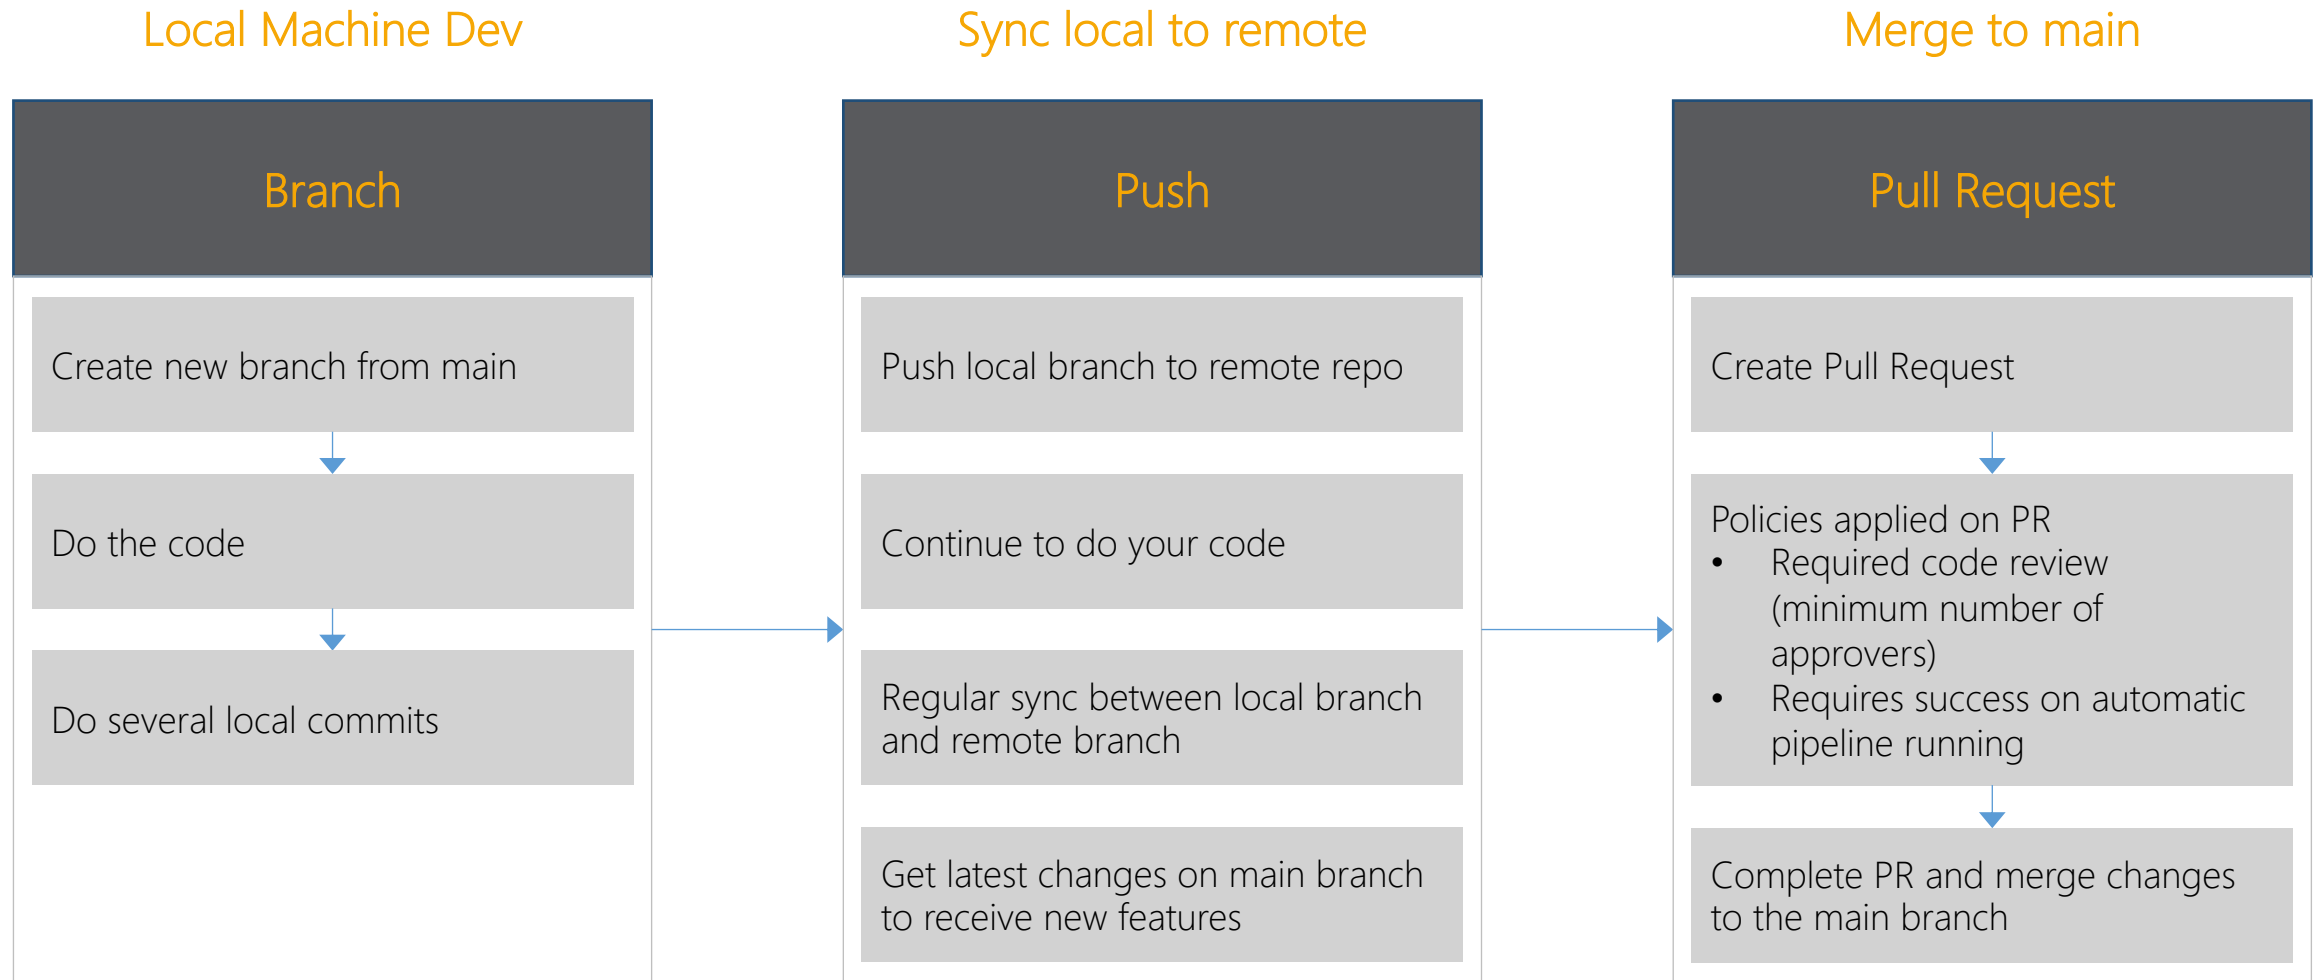 Local Machine Dev
Sync local to remote
Merge to main
Branch
Push
Pull Request
Create new branch from main
Do the code
Do several local commits
Push local branch to remote repo
Continue to do your code
Regular sync between local branch
and remote branch
Get latest changes on main branch
to receive new features
Create Pull Request
Policies applied on PR
• Required code review
(minimum number of
approvers)
• Requires success on automatic
pipeline running
Complete PR and merge changes
to the main branch